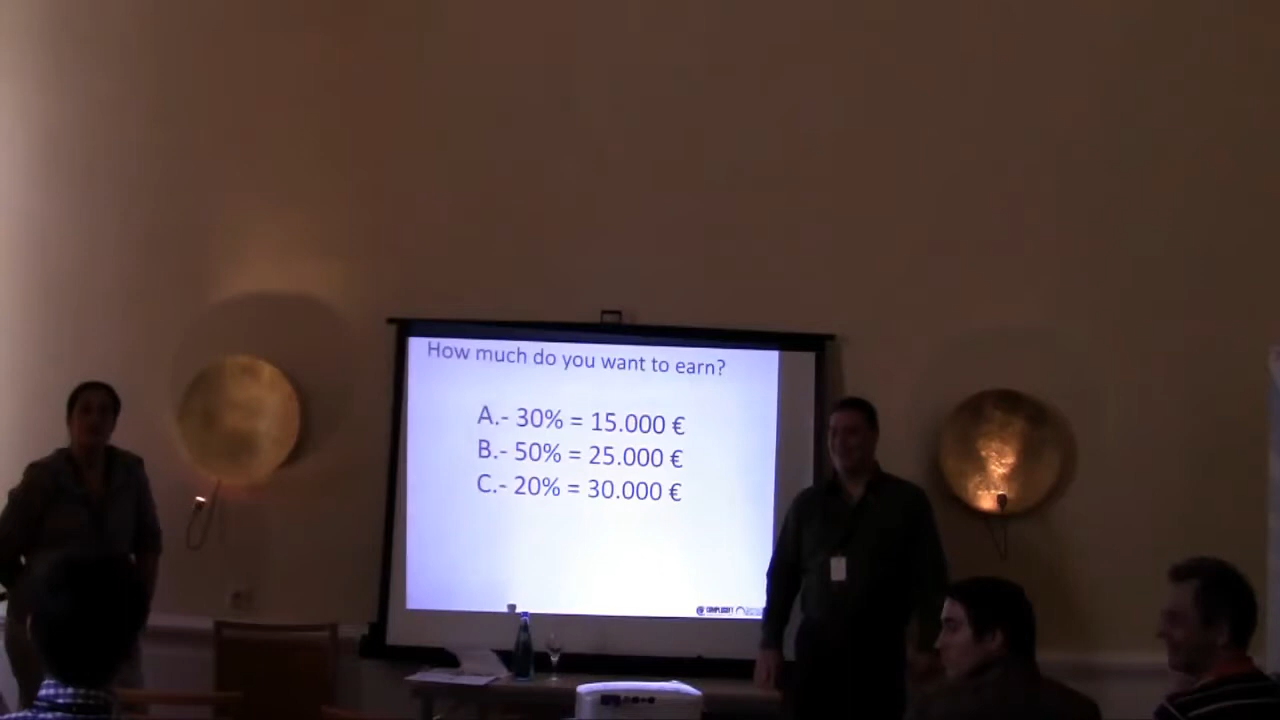 How much do you want to earn?
A.- 30% = 15.000 €
B.- 50% = 25.000 €
C.- 20% = 30.000 €